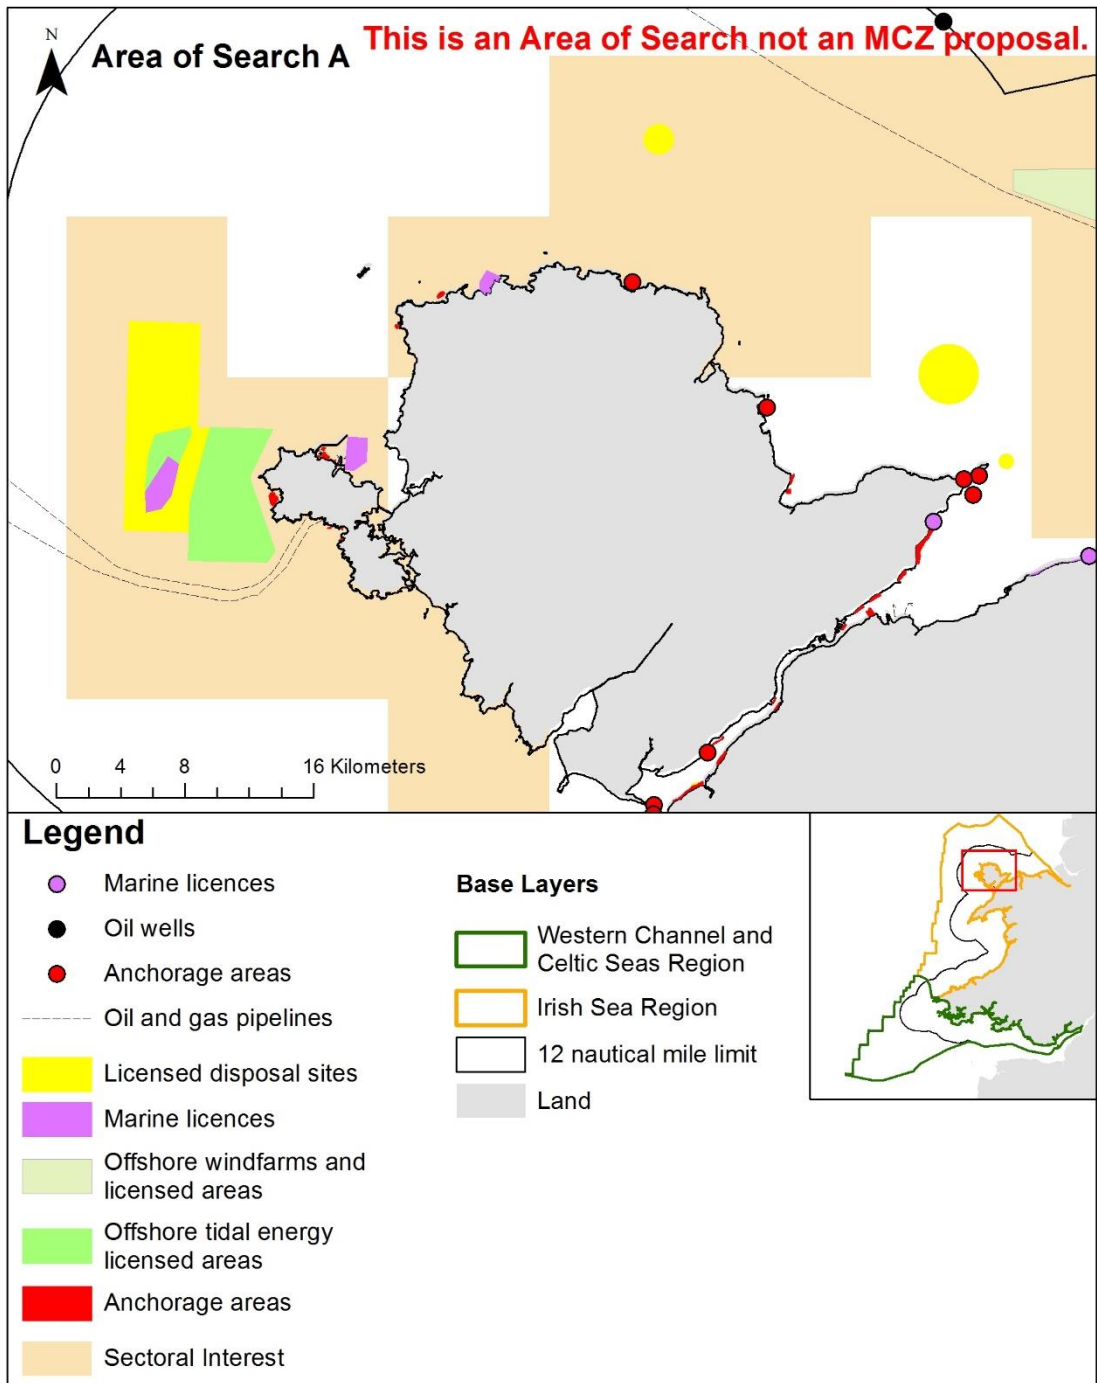 This is an Area of Search not an MCZ proposal.
N
Area of Search A
0 4 8 16 Kilometers
Legend
Marine licences
Oil wells
Anchorage areas
Oil and gas pipelines
Licensed disposal sites
Marine licences
Offshore windfarms and
licensed areas
Offshore tidal energy
licensed areas
Anchorage areas
Sectoral Interest
Base Layers
Western Channel and
Celtic Seas Region
Irish Sea Region
12 nautical mile limit
Land